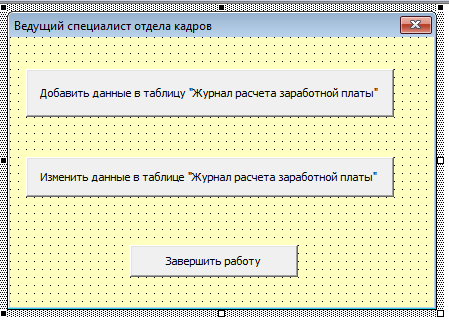 Ведущий специалист отдела кадров
Добавить данные в таблицу "Журнал расчета заработной платы"
Изменить данные в таблице "Журнал расчета заработной платы"
Завершить работу